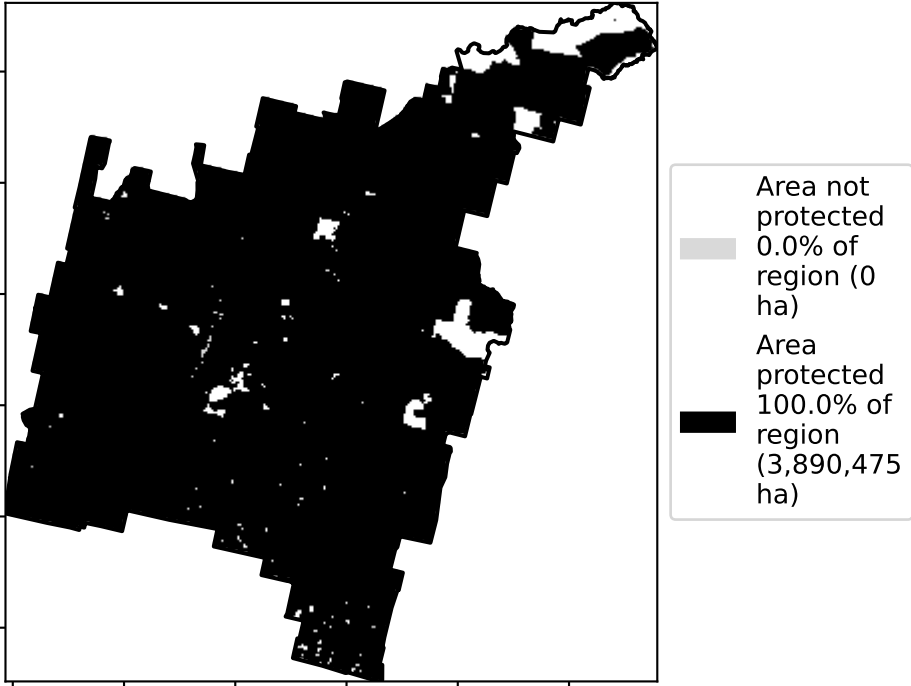 Area not
protected
0.0% of
region (0
ha)
Area
protected
100.0% of
region
(3,890,475
ha)